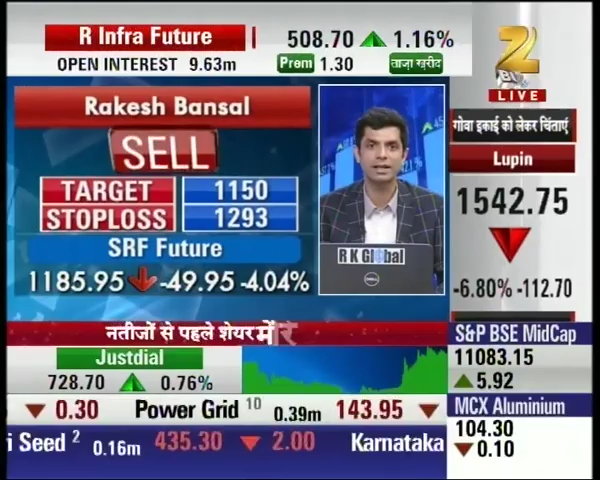 R Infra Future
508.70 1.16%
OPEN INTEREST 9.63m
Prem 1.30
ताज़ा खरीद
Z
LIVE
Rakesh Bansal
SELL
TARGET 1150
STOPLOSS 1293
SRF Future
1185.95 -49.95 -4.04%
R K Global
DELL
गोवा इकाई को लेकर चिंताएं
Lupin
1542.75
-6.80% -112.70
नतीजों से पहले शेयर में
Justdial
728.70 0.76%
S&P BSE MidCap
11083.15
5.92
0.30 Power Grid 10 0.39m 143.95
MCX Aluminium
104.30
0.10
i Seed 2 0.16m 435.30 2.00 Karnataka